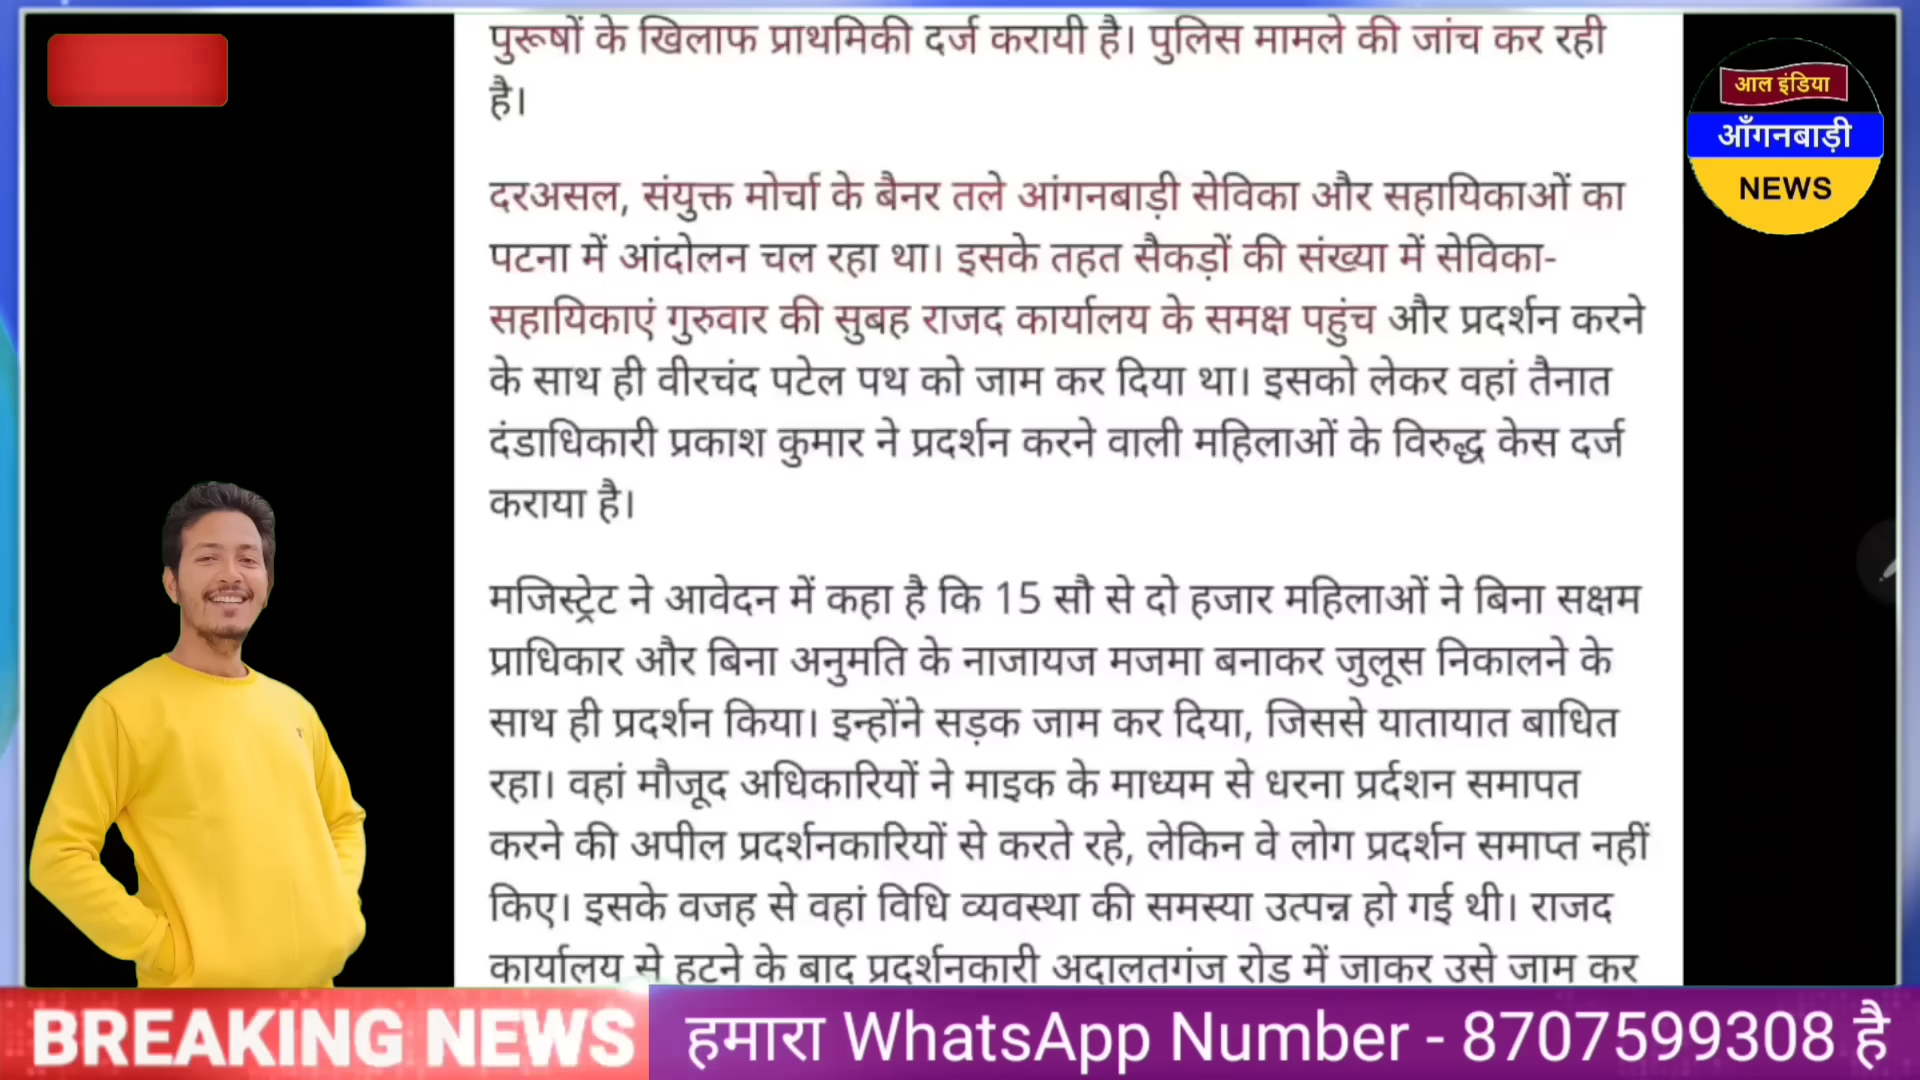 पुरूषों के खिलाफ प्राथमिकी दर्ज करायी है। पुलिस मामले की जांच कर रही
है।
दरअसल, संयुक्त मोर्चा के बैनर तले आंगनबाड़ी सेविका और सहायिकाओं का
पटना में आंदोलन चल रहा था। इसके तहत सैकड़ों की संख्या में सेविका-
सहायिकाएं गुरुवार की सुबह राजद कार्यालय के समक्ष पहुंच और प्रदर्शन करने
के साथ ही वीरचंद पटेल पथ को जाम कर दिया था। इसको लेकर वहां तैनात
दंडाधिकारी प्रकाश कुमार ने प्रदर्शन करने वाली महिलाओं के विरुद्ध केस दर्ज
कराया है।
मजिस्ट्रेट ने आवेदन में कहा है कि 15 सौ से दो हजार महिलाओं ने बिना सक्षम
प्राधिकार और बिना अनुमति के नाजायज मजमा बनाकर जुलूस निकालने के
साथ ही प्रदर्शन किया। इन्होंने सड़क जाम कर दिया, जिससे यातायात बाधित
रहा। वहां मौजूद अधिकारियों ने माइक के माध्यम से धरना प्रर्दशन समापत
करने की अपील प्रदर्शनकारियों से करते रहे, लेकिन वे लोग प्रदर्शन समाप्त नहीं
किए। इसके वजह से वहां विधि व्यवस्था की समस्या उत्पन्न हो गई थी। राजद
कार्यालय से हटने के बाद प्रदर्शनकारी अदालतगंज रोड में जाकर उसे जाम कर
आल इंडिया
आँगनबाड़ी
NEWS
BREAKING NEWS
हमारा WhatsApp Number - 8707599308 है